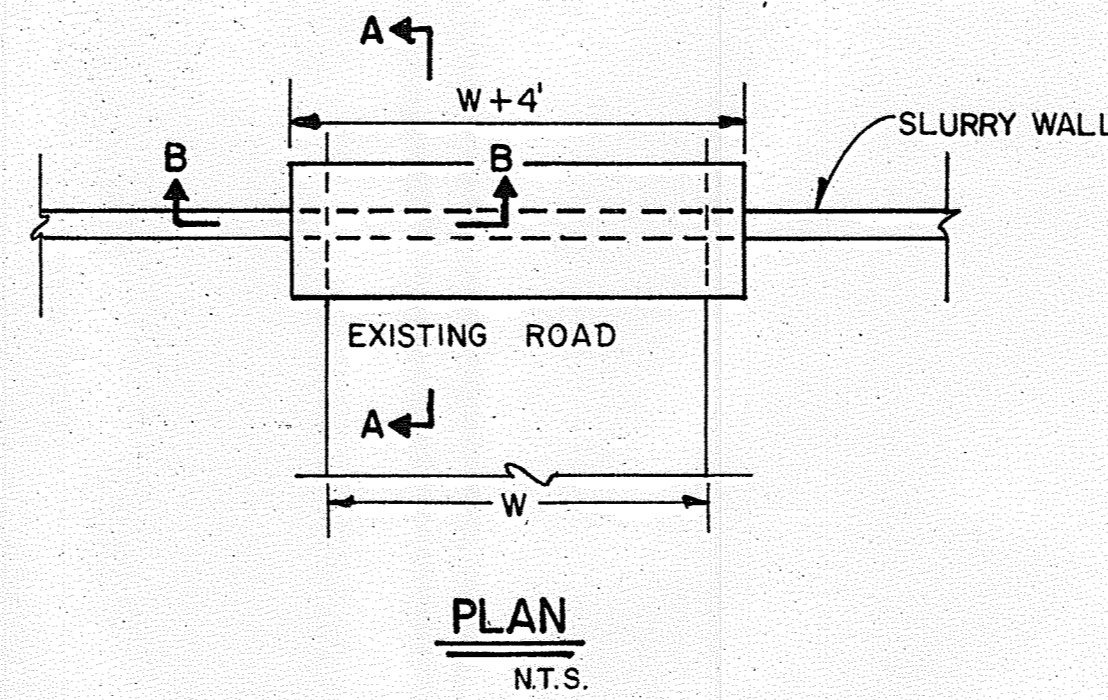 A
W + 4'
SLURRY WALL
B B
EXISTING ROAD
A
W
PLAN
N.T.S.